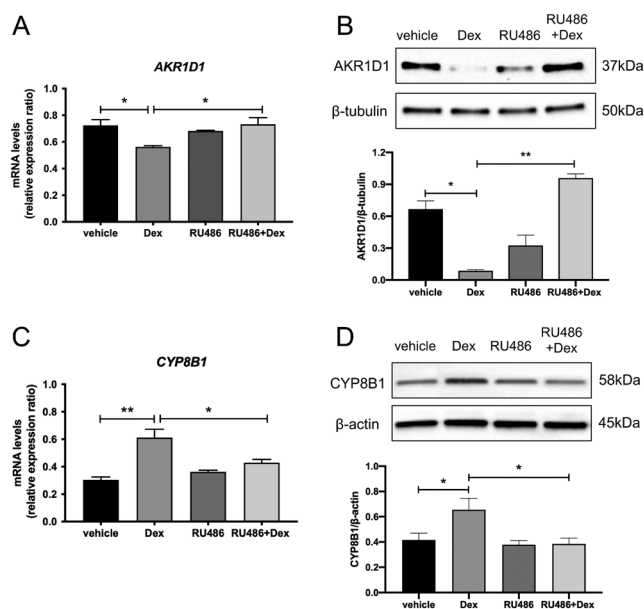 A
AKR1D1
mRNA levels
(relative expression ratio)
1.0
0.8
0.6
0.4
0.2
0.0
*
*
vehicle Dex RU486 RU486+Dex
B
vehicle Dex RU486 RU486
+Dex
AKR1D1 37kDa
β-tubulin 50kDa
AKR1D1/β-tubulin
1.2
0.9
0.6
0.3
0.0
*
**
vehicle Dex RU486 RU486+Dex
C
CYP8B1
mRNA levels
(relative expression ratio)
1.0
0.8
0.6
0.4
0.2
0.0
**
*
vehicle Dex RU486 RU486+Dex
D
vehicle Dex RU486 RU486
+Dex
CYP8B1 58kDa
β-actin 45kDa
CYP8B1/β-actin
1.0
0.8
0.6
0.4
0.2
0.0
*
*
vehicle Dex RU486 RU486+Dex